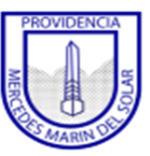 PROVIDENCIA
MERCEDES MARIN DEL SOLAR